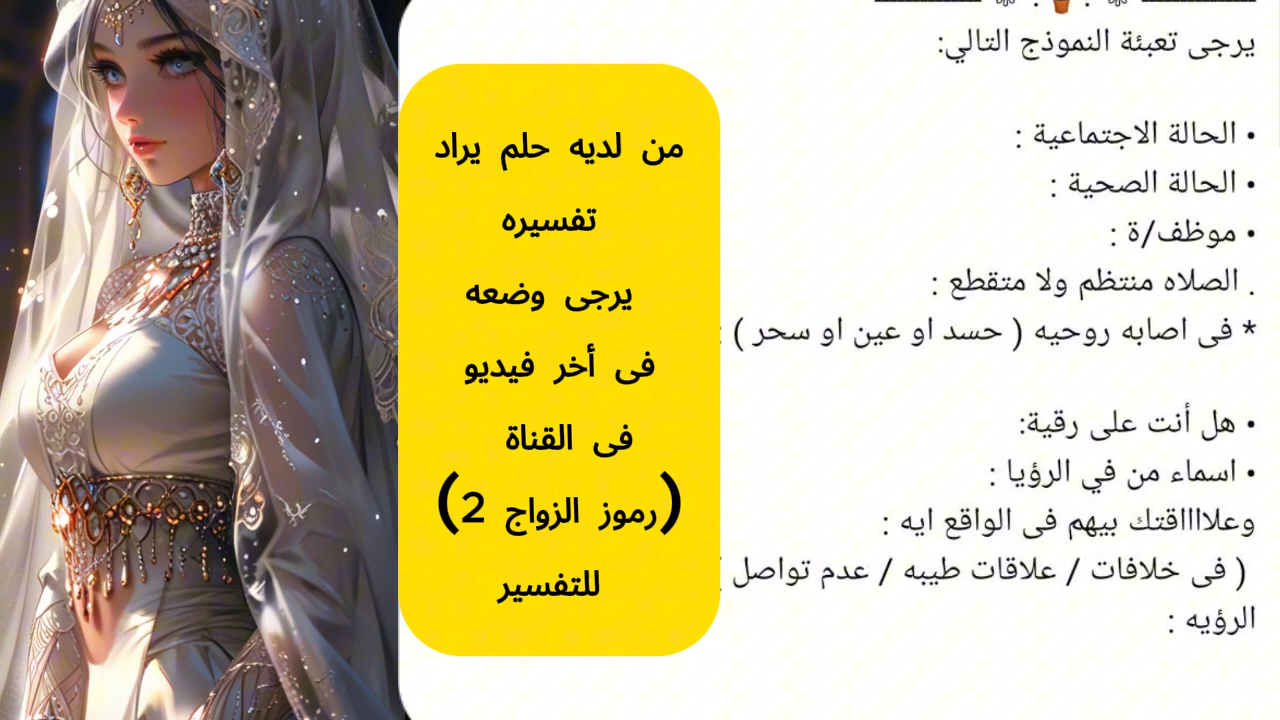 يرجى تعبئة النموذج التالي:
• الحالة الاجتماعية :
• الحالة الصحية :
• موظف/ة :
. الصلاه منتظم ولا متقطع :
* فى اصابه روحيه ( حسد او عين او سحر ) :
• هل أنت على رقية:
• اسماء من في الرؤيا :
وعلااااقتك بيهم فى الواقع ايه :
( فى خلافات / علاقات طيبه / عدم تواصل )
الرؤيه :
من لديه حلم يراد
تفسيره
يرجى وضعه
فى أخر فيديو
فى القناة
(رموز الزواج 2)
للتفسير